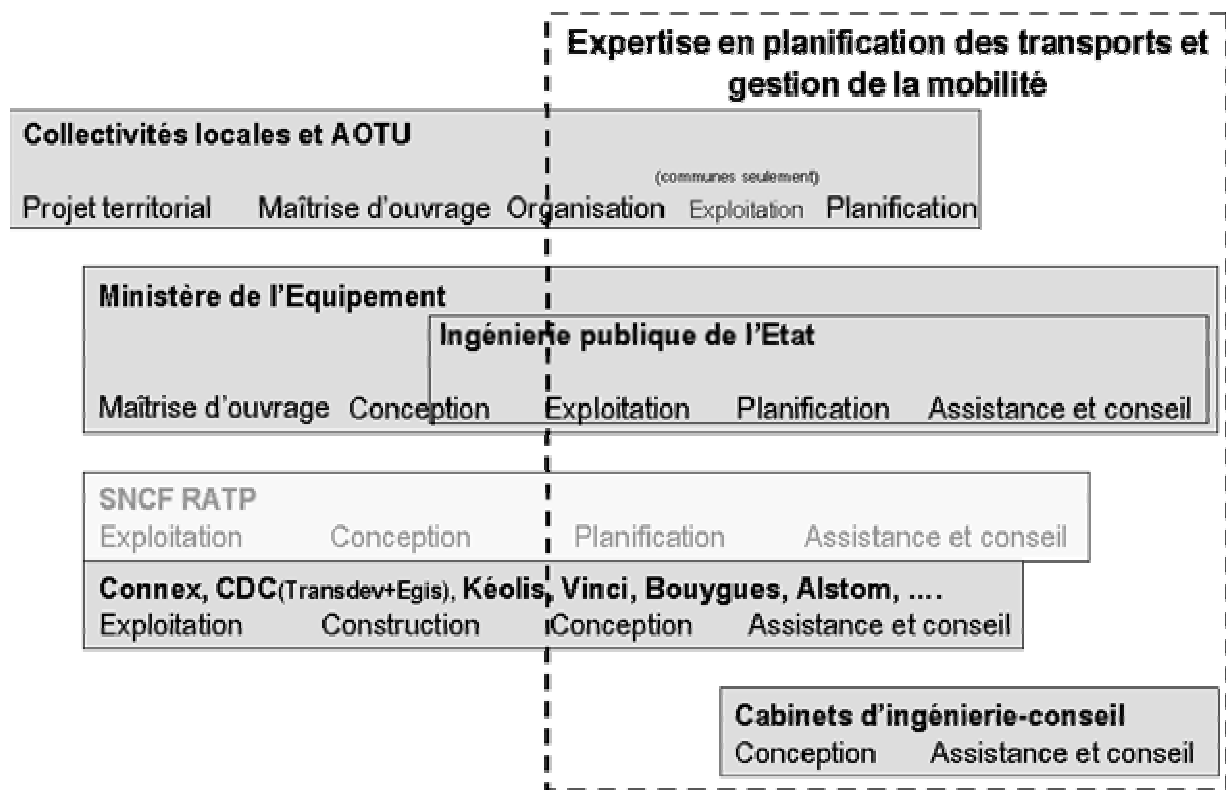 Expertise en planification des transports et
gestion de la mobilité
Collectivités locales et AOTU
(communes seulement)
Projet territorial Maîtrise d'ouvrage Organisation Exploitation Planification
Ministère de l'Equipement
Ingénierie publique de l'Etat
Maîtrise d'ouvrage Conception Exploitation Planification Assistance et conseil
SNCF RATP
Exploitation Conception Planification Assistance et conseil
Connex, CDC(Transdev+Egis), Kéolis, Vinci, Bouygues, Alstom, ....
Exploitation Construction Conception Assistance et conseil
Cabinets d'ingénierie-conseil
Conception Assistance et conseil